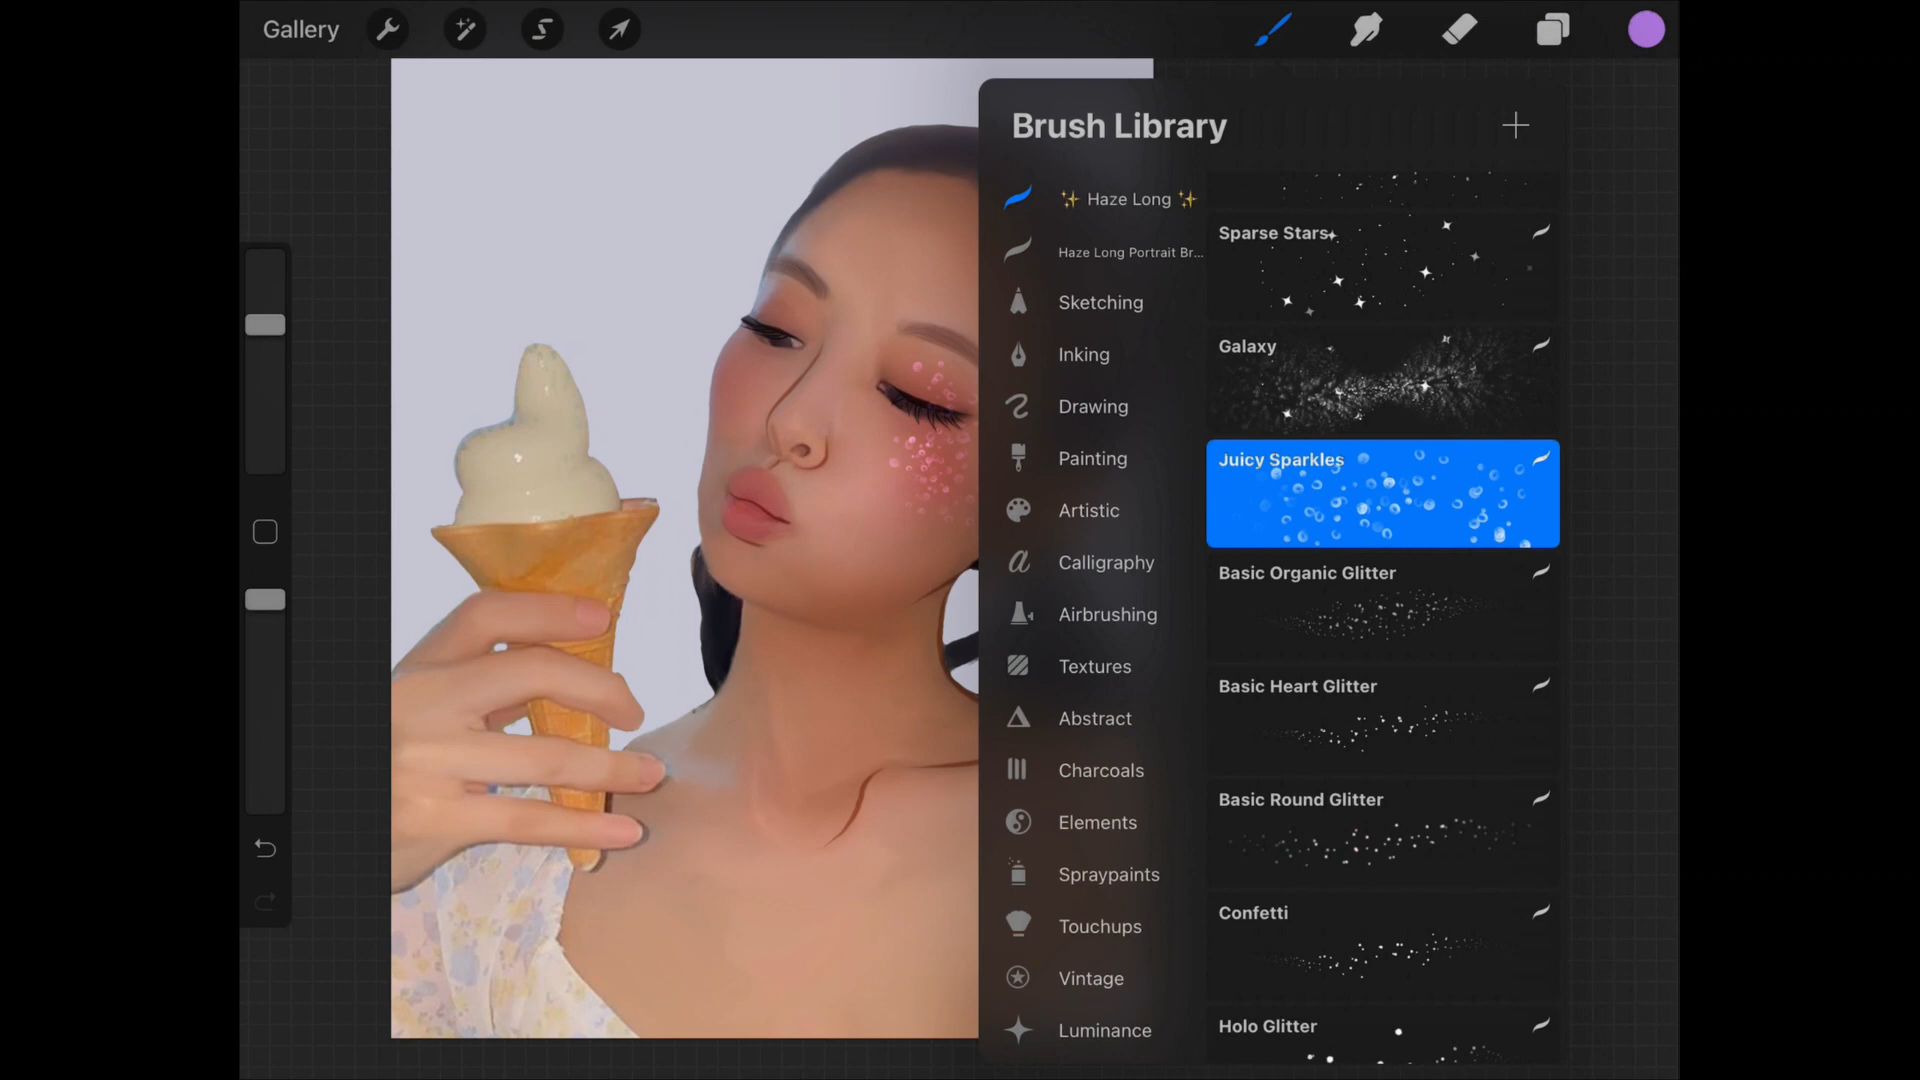 Gallery
Brush Library
✨ Haze Long ✨
Haze Long Portrait Br...
Sketching
Inking
Drawing
Painting
Artistic
Calligraphy
Airbrushing
Textures
Abstract
Charcoals
Elements
Spraypaints
Touchups
Vintage
Luminance
Sparse Stars
Galaxy
Juicy Sparkles
Basic Organic Glitter
Basic Heart Glitter
Basic Round Glitter
Confetti
Holo Glitter